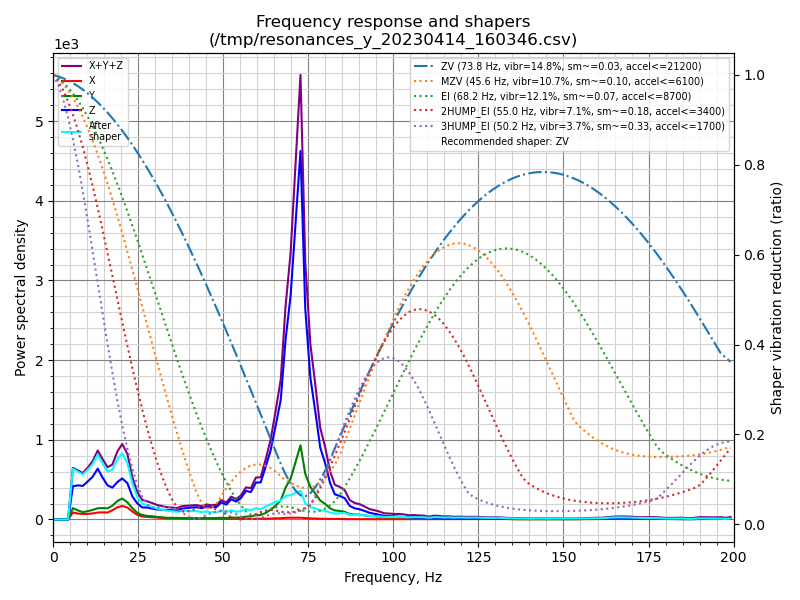 Frequency response and shapers
(/tmp/resonances_y_20230414_160346.csv)
1e3
X+Y+Z
X
Y
Z
After
shaper
ZV (73.8 Hz, vibr=14.8%, sm~=0.03, accel<=21200)
MZV (45.6 Hz, vibr=10.7%, sm~=0.10, accel<=6100)
EI (68.2 Hz, vibr=12.1%, sm~=0.07, accel<=8700)
2HUMP_EI (55.0 Hz, vibr=7.1%, sm~=0.18, accel<=3400)
3HUMP_EI (50.2 Hz, vibr=3.7%, sm~=0.33, accel<=1700)
Recommended shaper: ZV
Power spectral density
5
4
3
2
1
0
1.0
0.8
0.6
0.4
0.2
0.0
Shaper vibration reduction (ratio)
0 25 50 75 100 125 150 175 200
Frequency, Hz